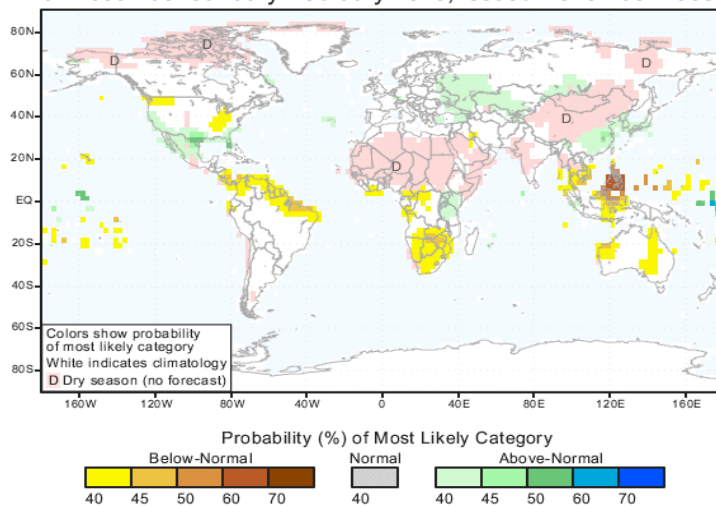 80N
60N
40N
20N
EQ
20S
40S
60S
80S
D
D
D
D
D
Colors show probability
of most likely category
White indicates climatology
D Dry season (no forecast)
160W 120W 80W 40W 0 40E 80E 120E 160E
Probability (%) of Most Likely Category
Below-Normal Normal Above-Normal
40 45 50 60 70 40 40 45 50 60 70